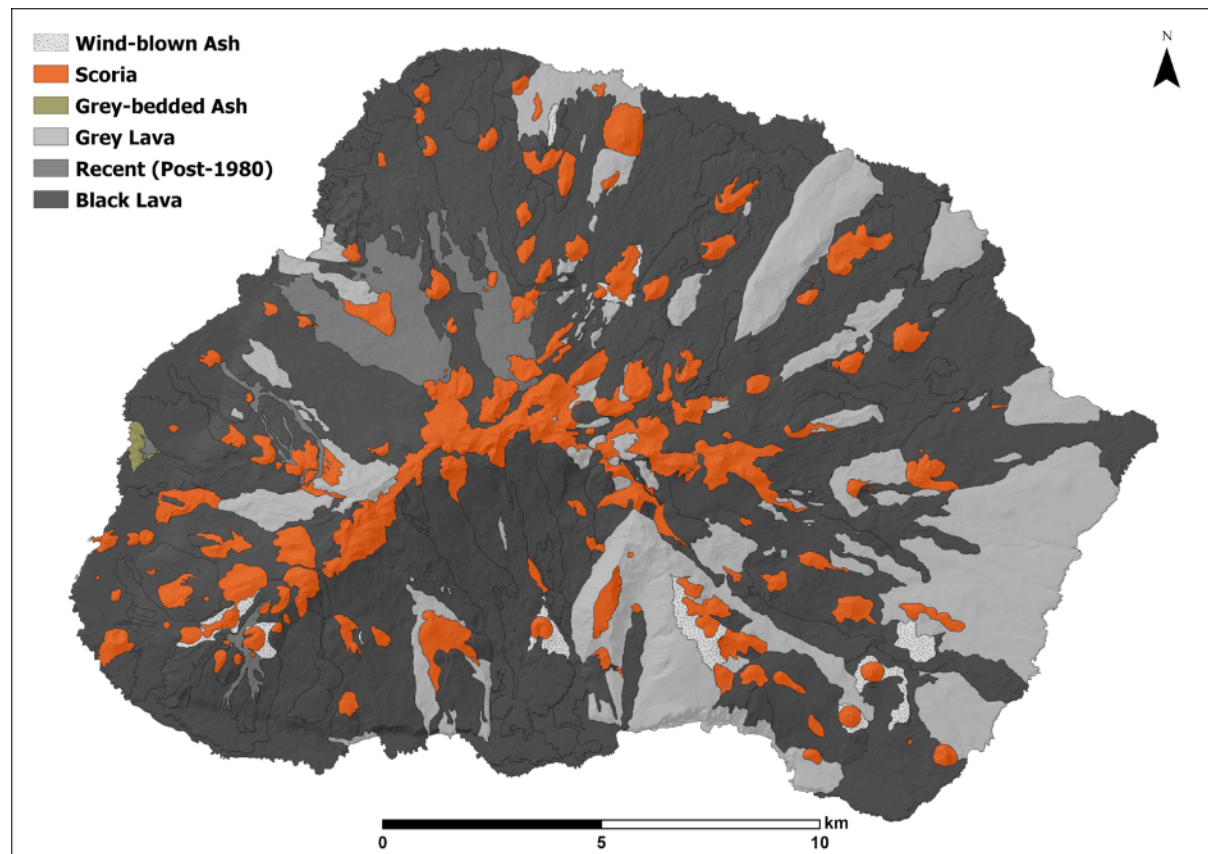 N
Wind-blown Ash
Scoria
Grey-bedded Ash
Grey Lava
Recent (Post-1980)
Black Lava
km
0 5 10